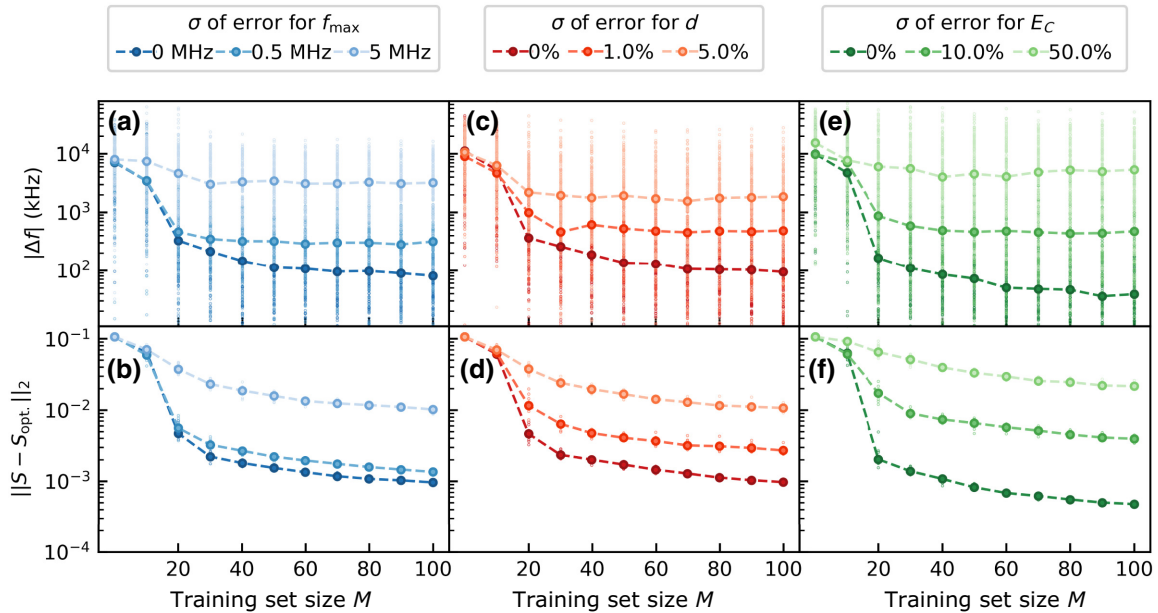 σ of error for f_max
0 MHz 0.5 MHz 5 MHz
σ of error for d
0% 1.0% 5.0%
σ of error for E_C
0% 10.0% 50.0%
(a) (c) (e)
|Δf| (kHz)
10^4
10^3
10^2
(b) (d) (f)
||S − S_opt.||_2
10^−1
10^−2
10^−3
10^−4
20 40 60 80 100 20 40 60 80 100 20 40 60 80 100
Training set size M Training set size M Training set size M